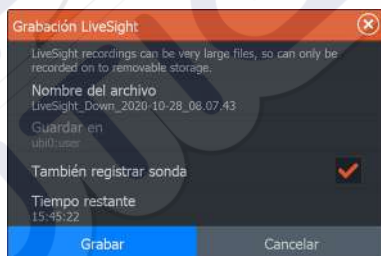 Grabación LiveSight
LiveSight recordings can be very large files, so can only be
recorded on to removable storage.
Nombre del archivo
LiveSight_Down_2020-10-28_08.07.43
Guardar en
ubi0:user
También registrar sonda
Tiempo restante
15:45:22
Grabar
Cancelar